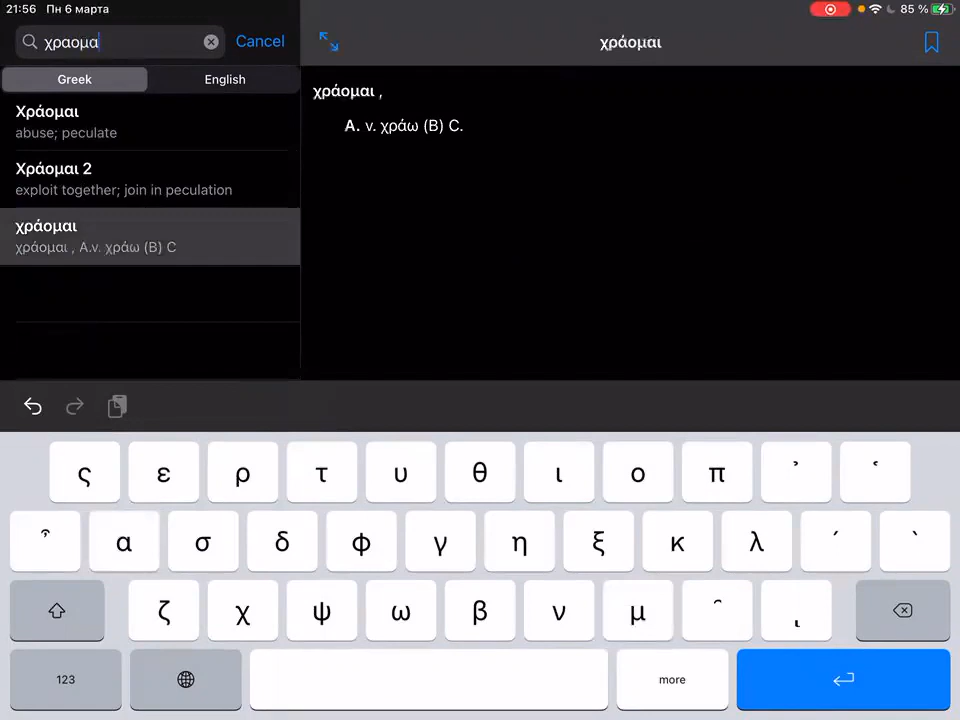 21:56 Пн 6 марта
85 %
χραομα
Cancel
χράομαι
Greek
English
Χράομαι
abuse; peculate
Χράομαι 2
exploit together; join in peculation
χράομαι
χράομαι , A.v. χράω (B) C
χράομαι ,
A. v. χράω (B) C.
ς ε ρ τ υ θ ι ο π ᾿ ῾
῏ α σ δ φ γ η ξ κ λ ´ `
ζ χ ψ ω β ν μ ῀ ͺ
123
more